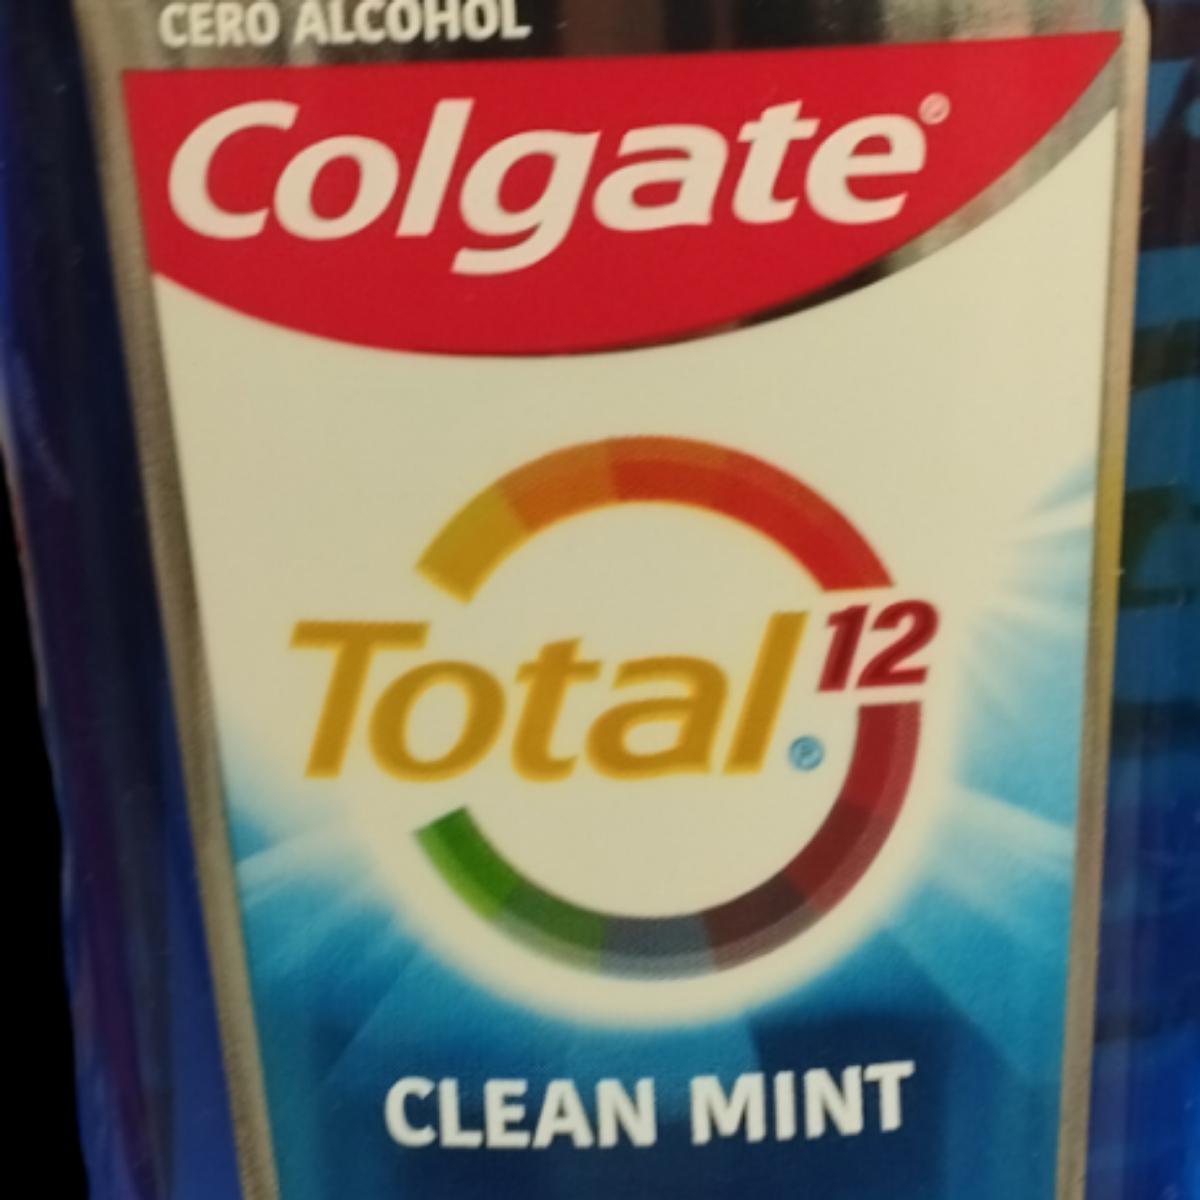 CERO ALCOHOL
Colgate®
Total 12
®
CLEAN MINT